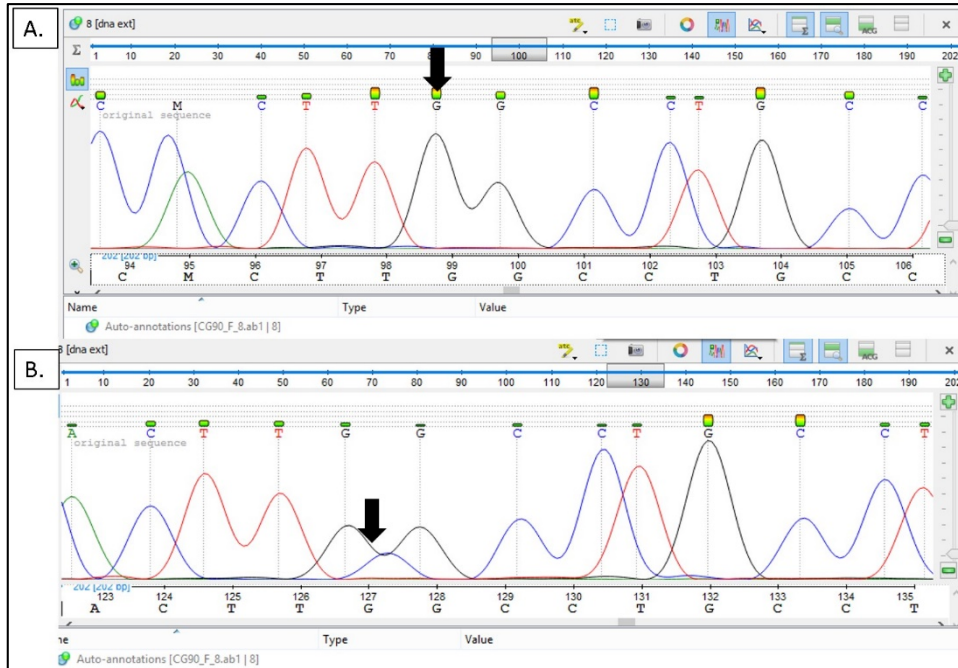 A.
8 [dna ext]
1 10 20 30 40 50 60 70 80 90 100 110 120 130 140 150 160 170 180 190 202
C M C T T G G C C T G C C
original sequence
202 [202 bp]
94 95 96 97 98 99 100 101 102 103 104 105 106
C M C T T G G C C T G C C
Name Type Value
Auto-annotations [CG90_F_8.ab1 | 8]
B.
[dna ext]
1 10 20 30 40 50 60 70 80 90 100 110 120 130 140 150 160 170 180 190 202
A C T T G G C C T G C C T
original sequence
202 [202 bp]
123 124 125 126 127 128 129 130 131 132 133 134 135
A C T T G G C C T G C C T
Type Value
Auto-annotations [CG90_F_8.ab1 | 8]